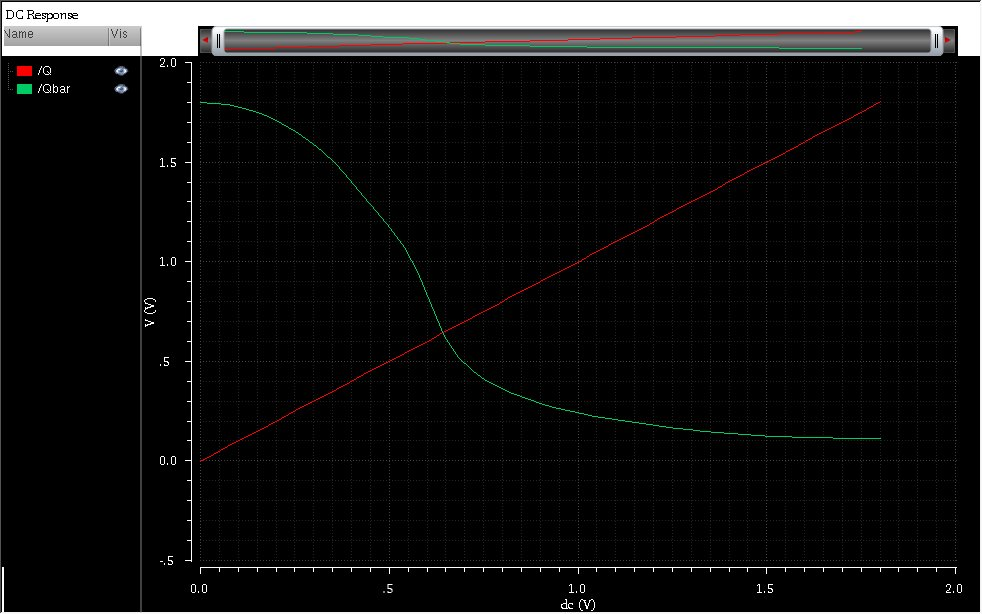 DC Response
Name Vis
/Q
/Qbar
2.0
1.5
1.0
.5
0.0
-.5
V (V)
0.0 .5 1.0 1.5 2.0
dc (V)